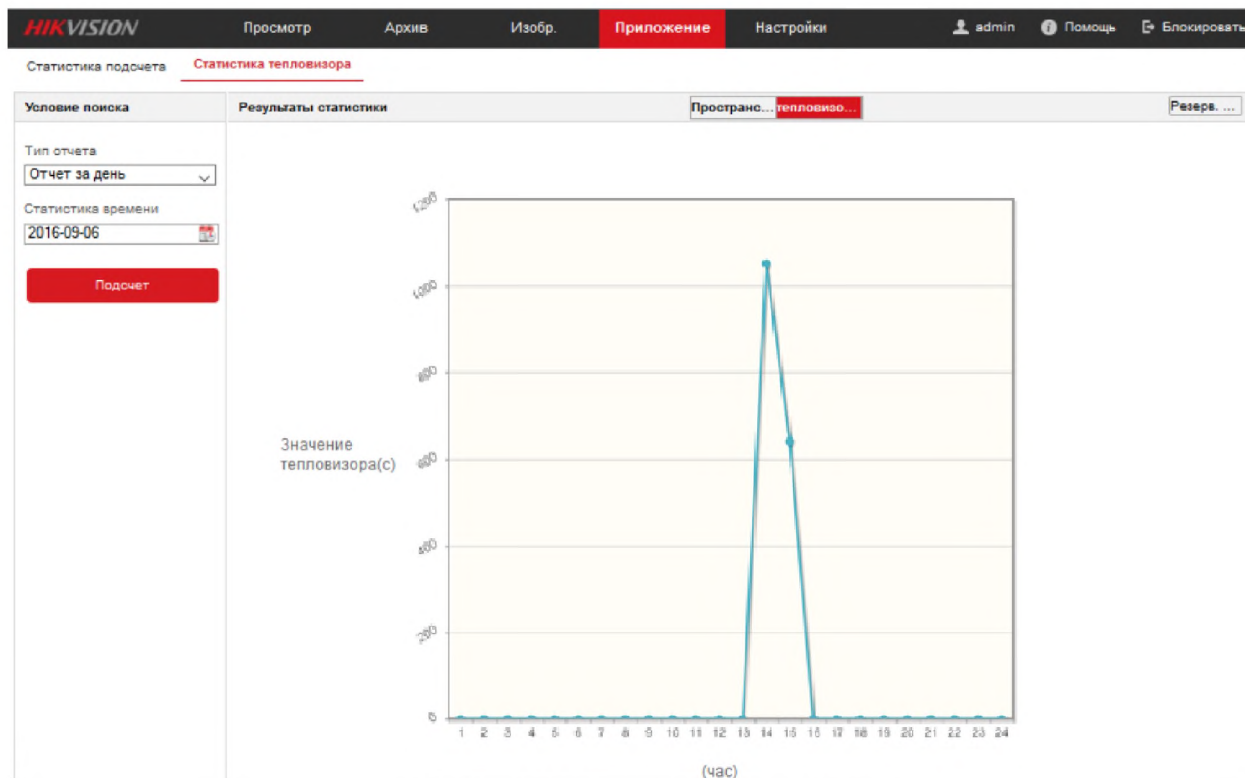 HIKVISION Просмотр Архив Изобр. Приложение Настройки admin Помощь Блокировать
Статистика подсчета Статистика тепловизора
Условие поиска
Результаты статистики Пространс... тепловизо... Резерв. ...
Тип отчета
Отчет за день
Статистика времени
2016-09-06
Подсчет
1200
1000
800
600
400
200
0
Значение
тепловизора(с)
1 2 3 4 5 6 7 8 9 10 11 12 13 14 15 16 17 18 19 20 21 22 23 24
(час)